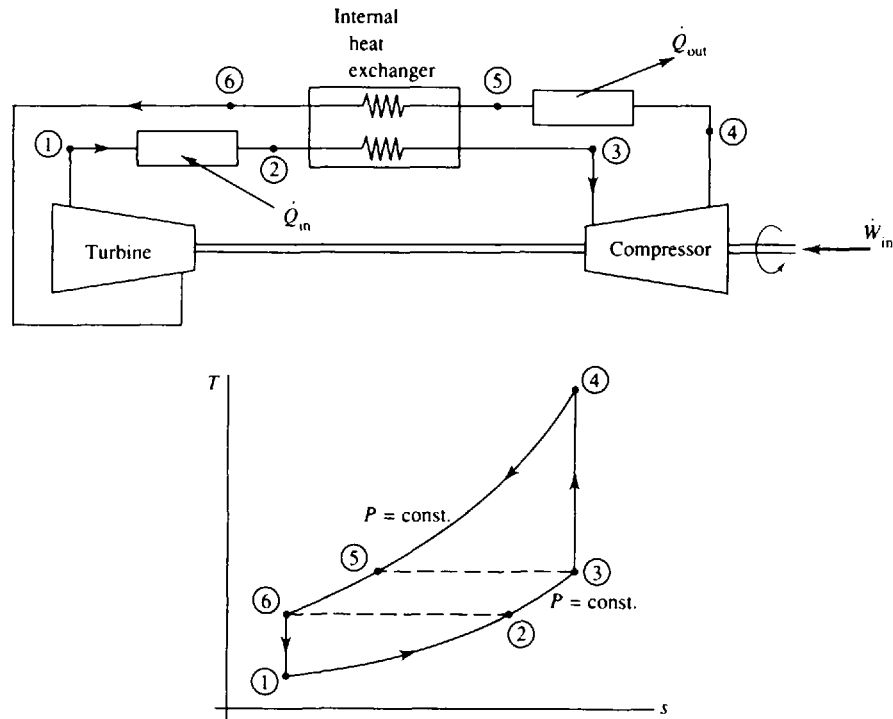 Internal
heat
exchanger
Q̇out
⑥
⑤
①
②
③
④
Q̇in
Turbine
Compressor
Ẇin
T
④
P = const.
⑤
③
⑥
P = const.
②
①
s